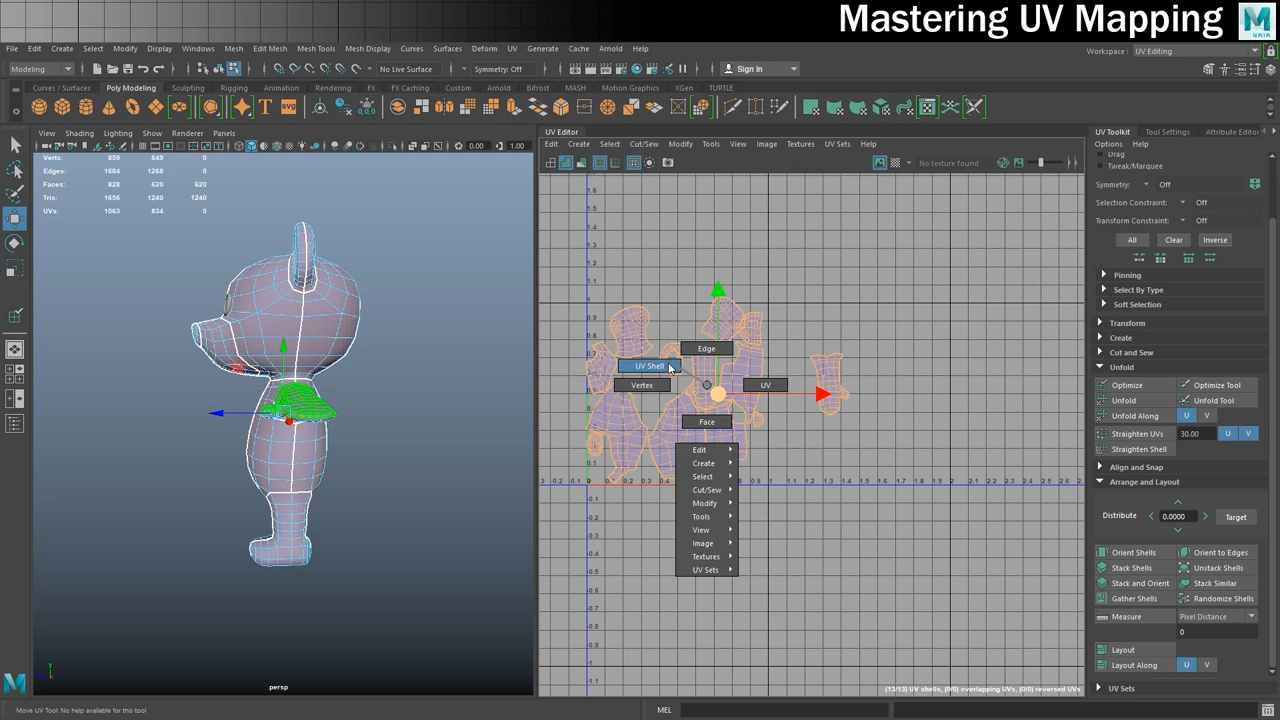 Mastering UV Mapping
MAYA
File Edit Create Select Modify Display Windows Mesh Edit Mesh Mesh Tools Mesh Display Curves Surfaces Deform UV Generate Cache Arnold Help
Workspace : UV Editing
Modeling No Live Surface Symmetry: Off Sign In
Curves / Surfaces Poly Modeling Sculpting Rigging Animation Rendering FX FX Caching Custom Arnold Bifrost MASH Motion Graphics XGen TURTLE
View Shading Lighting Show Renderer Panels
0.00 1.00
Verts: 859 649 0
Edges: 1684 1268 0
Faces: 828 620 620
Tris: 1656 1240 1240
UVs: 1063 834 0
persp
UV Editor
Edit Create Select Cut/Sew Modify Tools View Image Textures UV Sets Help
No texture found
Edge
UV Shell
Vertex
UV
Face
Edit
Create
Select
Cut/Sew
Modify
Tools
View
Image
Textures
UV Sets
(13/13) UV shells, (0/0) overlapping UVs, (0/0) reversed UVs
UV Toolkit Tool Settings Attribute Editor
Options Help
Drag
Tweak/Marquee
Symmetry: Off
Selection Constraint: Off
Transform Constraint: Off
All Clear Inverse
Pinning
Select By Type
Soft Selection
Transform
Create
Cut and Sew
Unfold
Optimize Optimize Tool
Unfold Unfold Tool
Unfold Along U V
Straighten UVs 30.00 U V
Straighten Shell
Align and Snap
Arrange and Layout
Distribute 0.0000 Target
Orient Shells Orient to Edges
Stack Shells Unstack Shells
Stack and Orient Stack Similar
Gather Shells Randomize Shells
Measure Pixel Distance
0
Layout
Layout Along U V
UV Sets
Move UV Tool: No help available for this tool
MEL